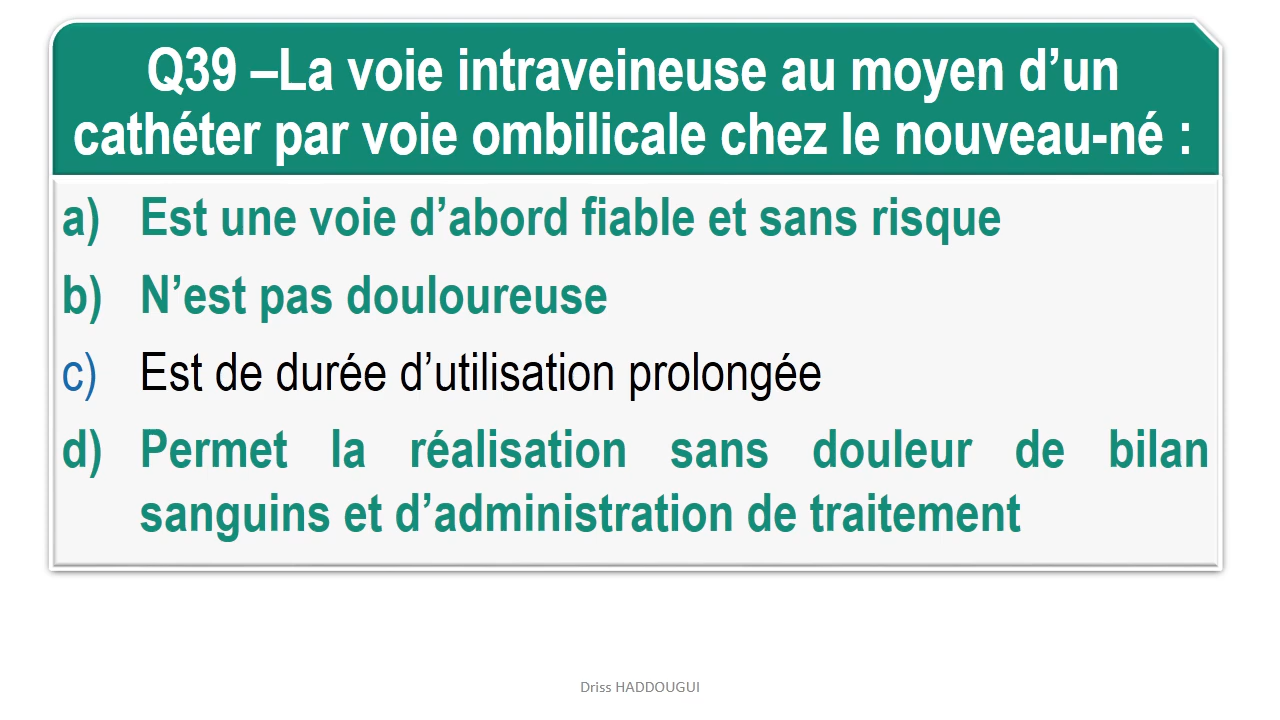 Q39 –La voie intraveineuse au moyen d’un
cathéter par voie ombilicale chez le nouveau-né :
a) Est une voie d’abord fiable et sans risque
b) N’est pas douloureuse
c) Est de durée d’utilisation prolongée
d) Permet la réalisation sans douleur de bilan
sanguins et d’administration de traitement
Driss HADDOUGUI